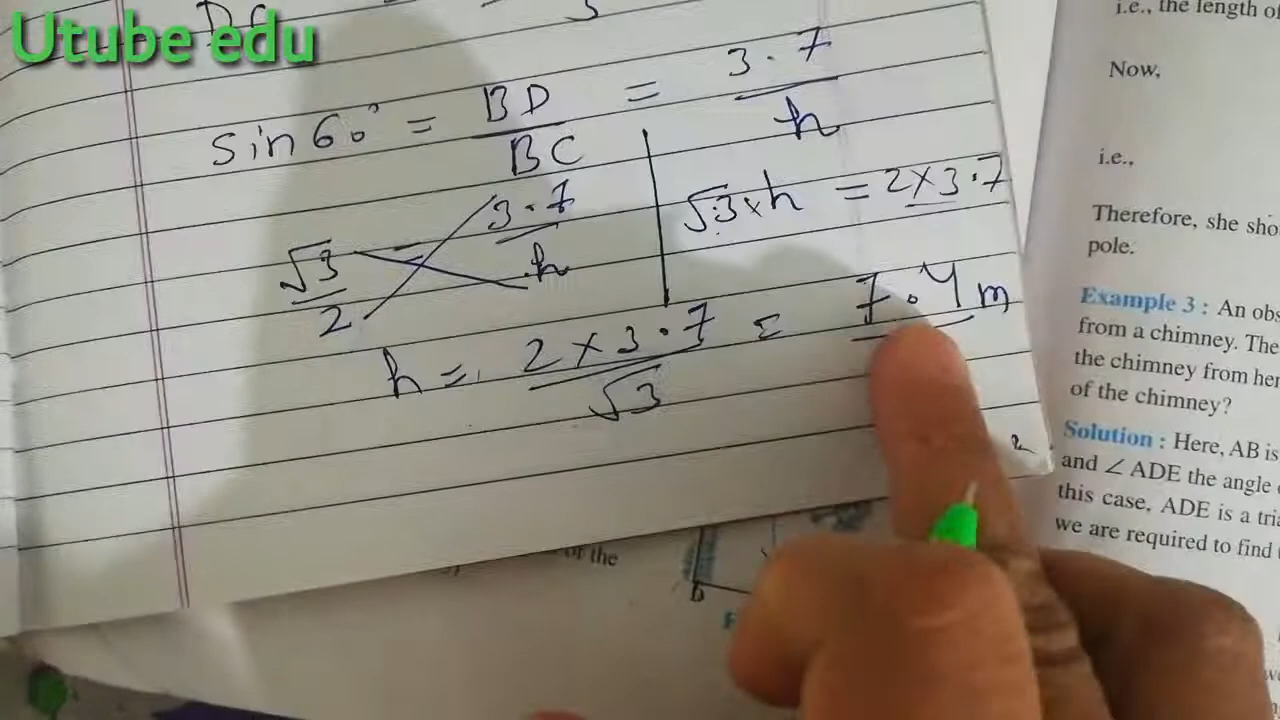 Utube edu
sin 60° = BD/BC = 3.7/h
√3/2 = 3.7/h
√3 × h = 2 × 3.7
h = 2 × 3.7/√3 = 7.4 m
i.e., the length of
Now,
i.e.,
Therefore, she sho
pole.
Example 3 : An obs
from a chimney. The
the chimney from her
of the chimney?
Solution : Here, AB is
and ∠ ADE the angle
this case, ADE is a tria
we are required to find
of the
B